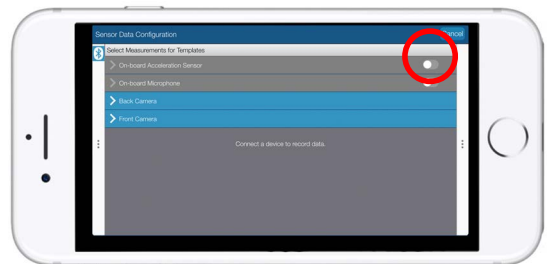 Sensor Data Configuration
Cancel
Select Measurements for Templates
On-board Acceleration Sensor
On-board Microphone
Back Camera
Front Camera
Connect a device to record data.